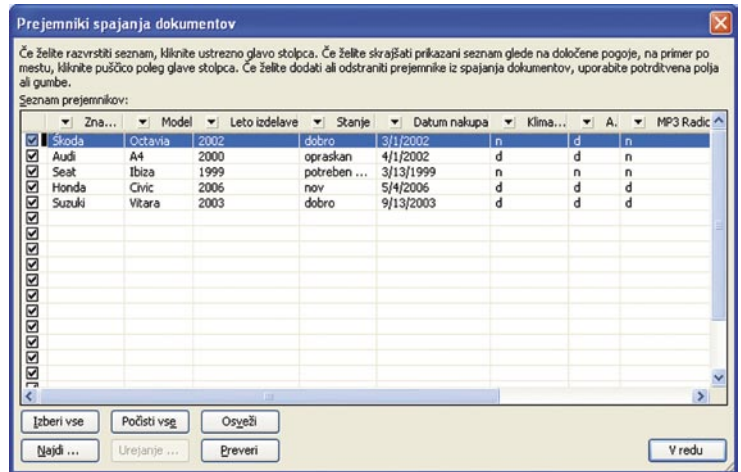 Prejemniki spajanja dokumentov
Če želite razvrstiti seznam, kliknite ustrezno glavo stolpca. Če želite skrajšati prikazani seznam glede na določene pogoje, na primer po
mestu, kliknite puščico poleg glave stolpca. Če želite dodati ali odstraniti prejemnike iz spajanja dokumentov, uporabite potrditvena polja
ali gumbe.
Seznam prejemnikov:
Zna... Model Leto izdelave Stanje Datum nakupa Klima... A. MP3 Radic
Škoda Octavia 2002 dobro 3/1/2002 n d n
Audi A4 2000 opraskan 4/1/2002 d d n
Seat Ibiza 1999 potreben ... 3/13/1999 n n n
Honda Civic 2006 nov 5/4/2006 d d d
Suzuki Vitara 2003 dobro 9/13/2003 d d d
Izberi vse Počisti vse Osveži
Najdi ... Urejanje ... Preveri V redu